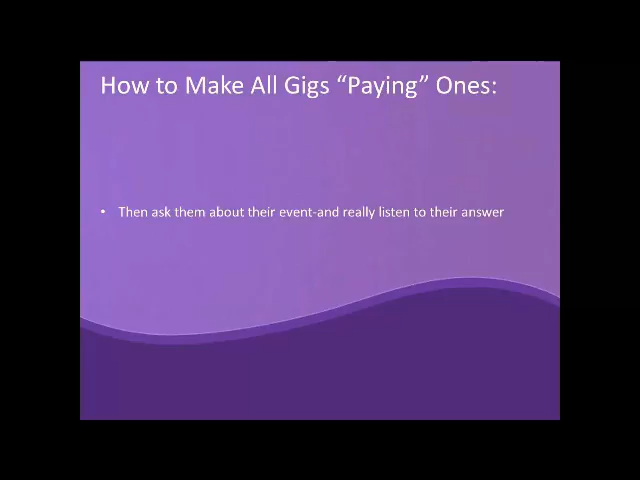 How to Make All Gigs “Paying” Ones:
• Then ask them about their event-and really listen to their answer